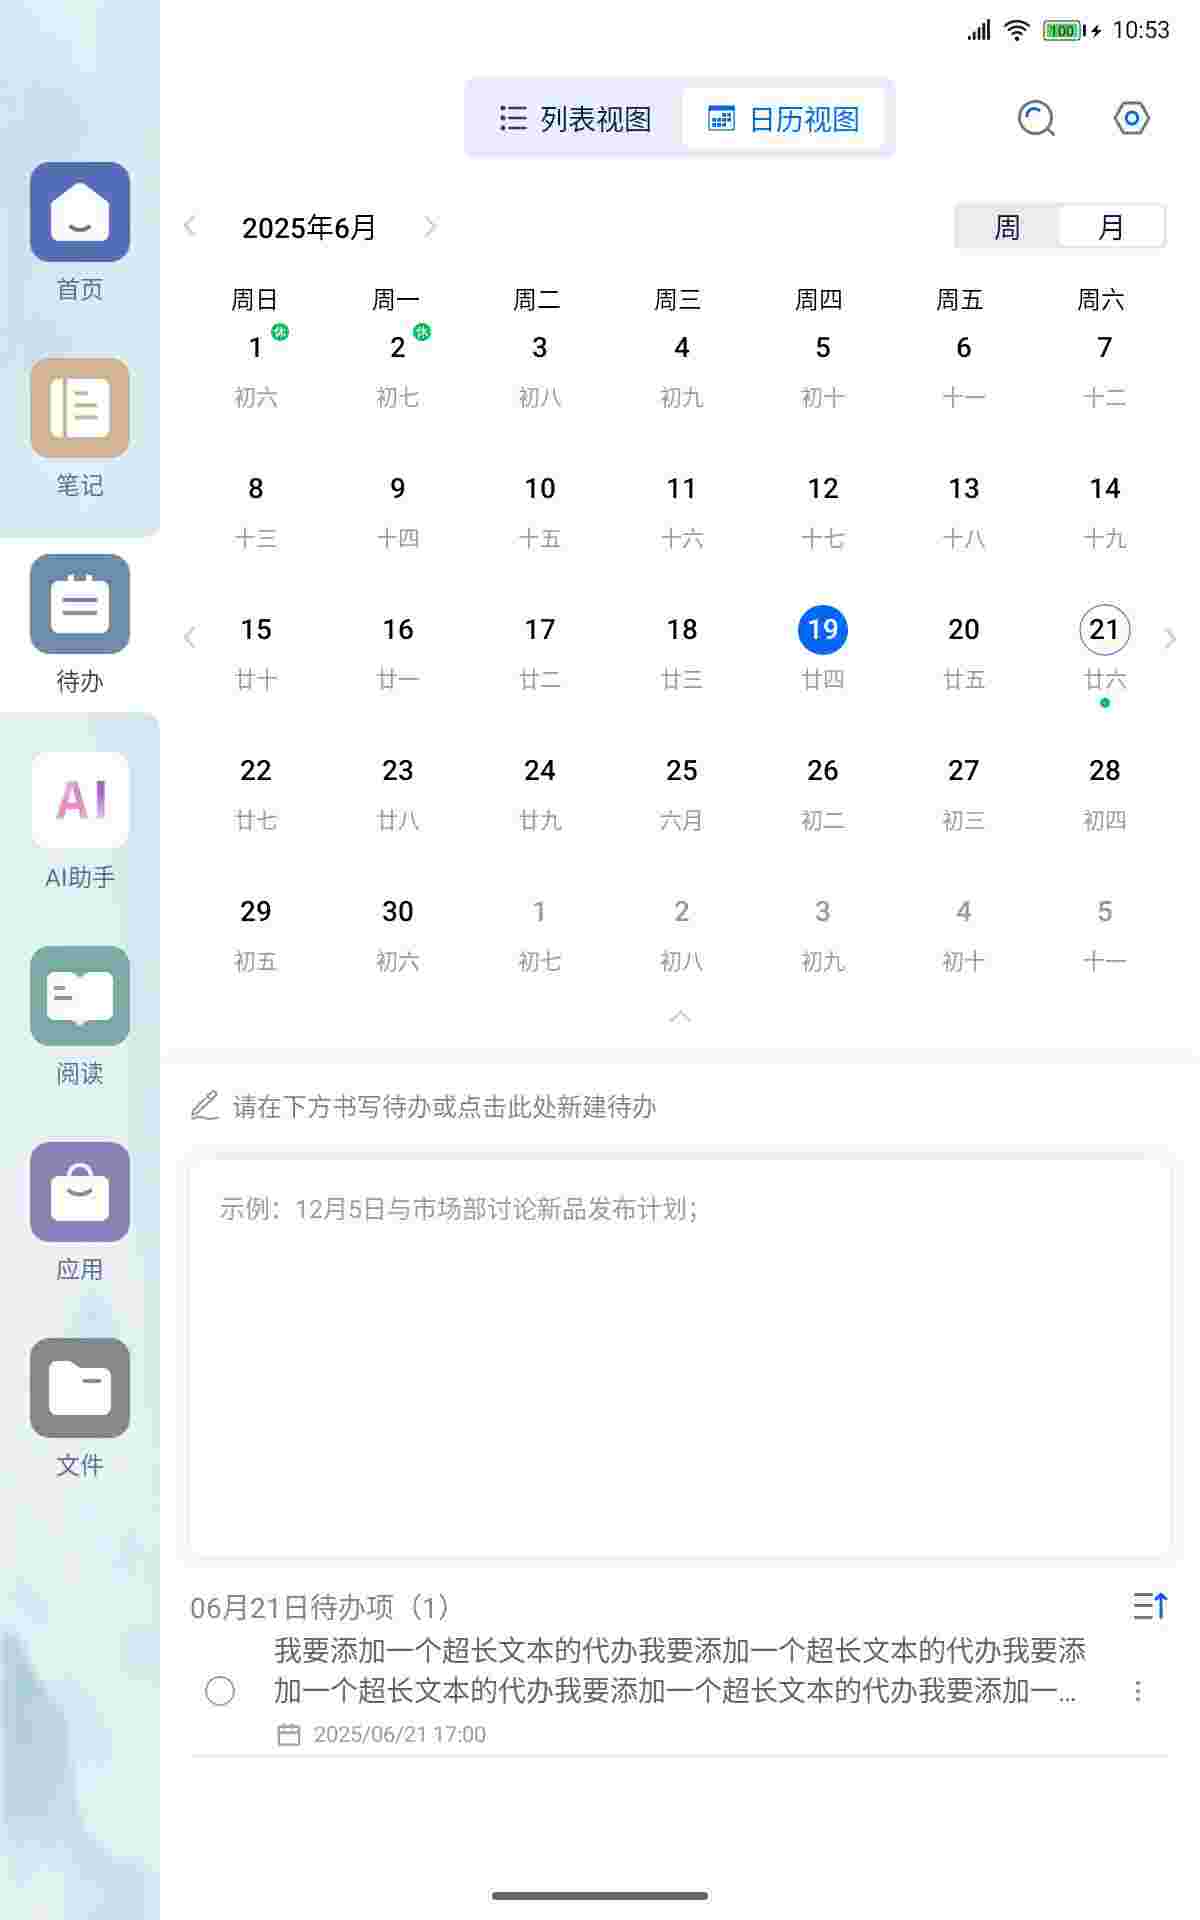 100 10:53
列表视图 日历视图
2025年6月 周 月
周日 周一 周二 周三 周四 周五 周六
1 休 2 休 3 4 5 6 7
初六 初七 初八 初九 初十 十一 十二
8 9 10 11 12 13 14
十三 十四 十五 十六 十七 十八 十九
15 16 17 18 19 20 21
廿十 廿一 廿二 廿三 廿四 廿五 廿六
22 23 24 25 26 27 28
廿七 廿八 廿九 六月 初二 初三 初四
29 30 1 2 3 4 5
初五 初六 初七 初八 初九 初十 十一
请在下方书写待办或点击此处新建待办
示例：12月5日与市场部讨论新品发布计划；
06月21日待办项（1）
我要添加一个超长文本的代办我要添加一个超长文本的代办我要添
加一个超长文本的代办我要添加一个超长文本的代办我要添加一...
2025/06/21 17:00
首页
笔记
待办
AI
AI助手
阅读
应用
文件